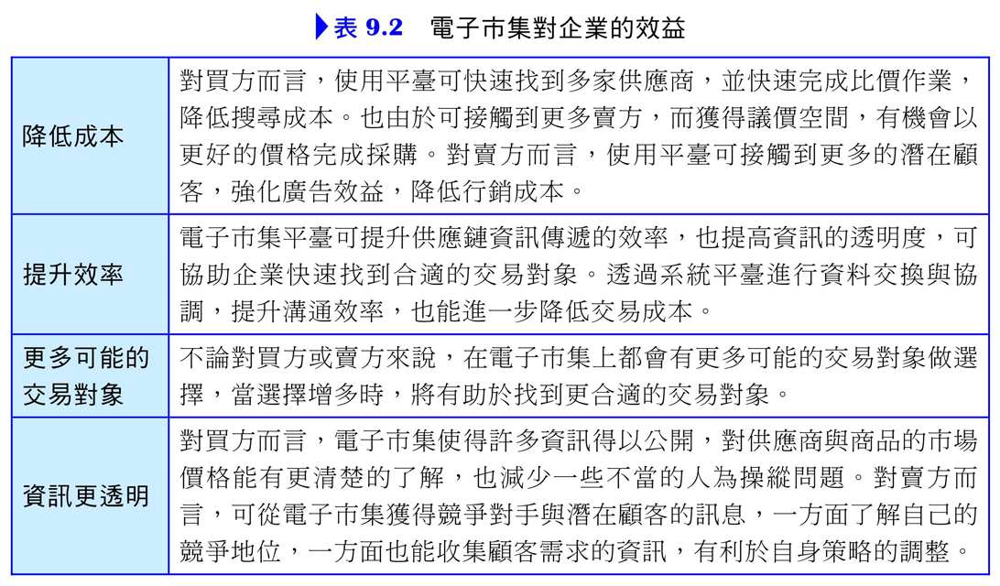 表 9.2 電子市集對企業的效益
降低成本
對買方而言，使用平臺可快速找到多家供應商，並快速完成比價作業，
降低搜尋成本。也由於可接觸到更多賣方，而獲得議價空間，有機會以
更好的價格完成採購。對賣方而言，使用平臺可接觸到更多的潛在顧
客，強化廣告效益，降低行銷成本。
提升效率
電子市集平臺可提升供應鏈資訊傳遞的效率，也提高資訊的透明度，可
協助企業快速找到合適的交易對象。透過系統平臺進行資料交換與協
調，提升溝通效率，也能進一步降低交易成本。
更多可能的
交易對象
不論對買方或賣方來說，在電子市集上都會有更多可能的交易對象做選
擇，當選擇增多時，將有助於找到更合適的交易對象。
資訊更透明
對買方而言，電子市集使得許多資訊得以公開，對供應商與商品的市場
價格能有更清楚的了解，也減少一些不當的人為操縱問題。對賣方而
言，可從電子市集獲得競爭對手與潛在顧客的訊息，一方面了解自己的
競爭地位，一方面也能收集顧客需求的資訊，有利於自身策略的調整。